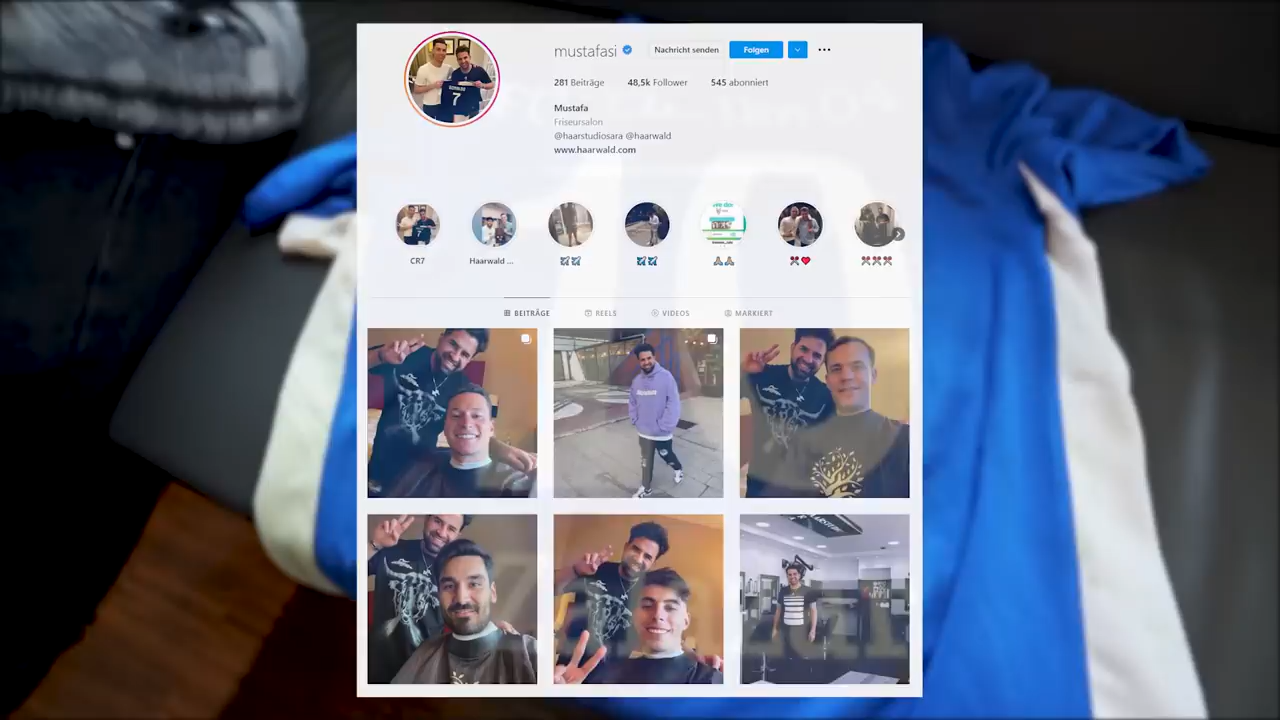 mustafasi
Nachricht senden
Folgen
281 Beiträge 48,5k Follower 545 abonniert
Mustafa
Friseursalon
@haarstudiosara @haarwald
www.haarwald.com
CR7
Haarwald ...
BEITRÄGE REELS VIDEOS MARKIERT
7